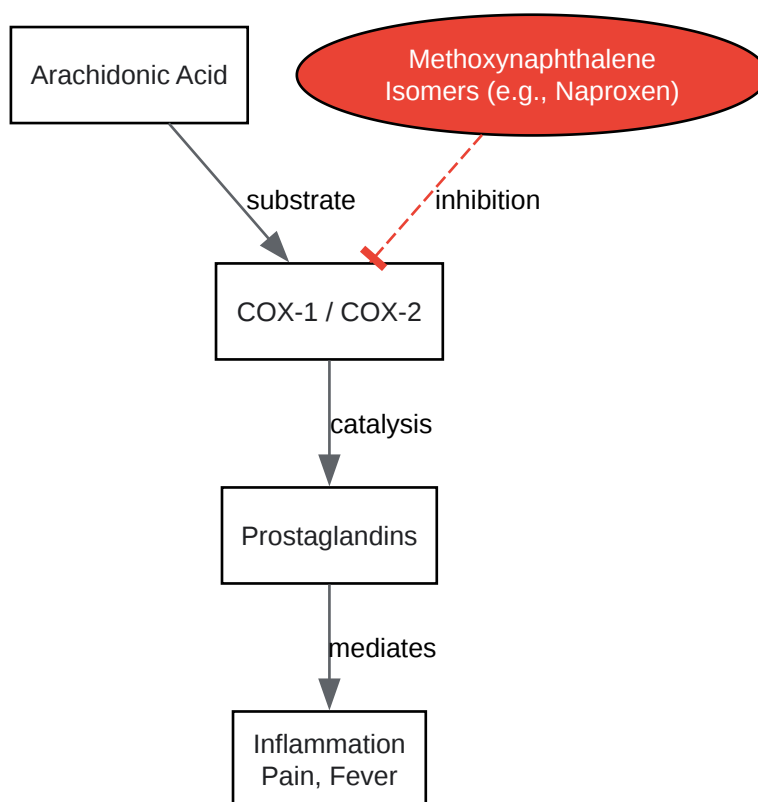 Arachidonic Acid
Methoxynaphthalene
Isomers (e.g., Naproxen)
substrate
inhibition
COX-1 / COX-2
catalysis
Prostaglandins
mediates
Inflammation
Pain, Fever